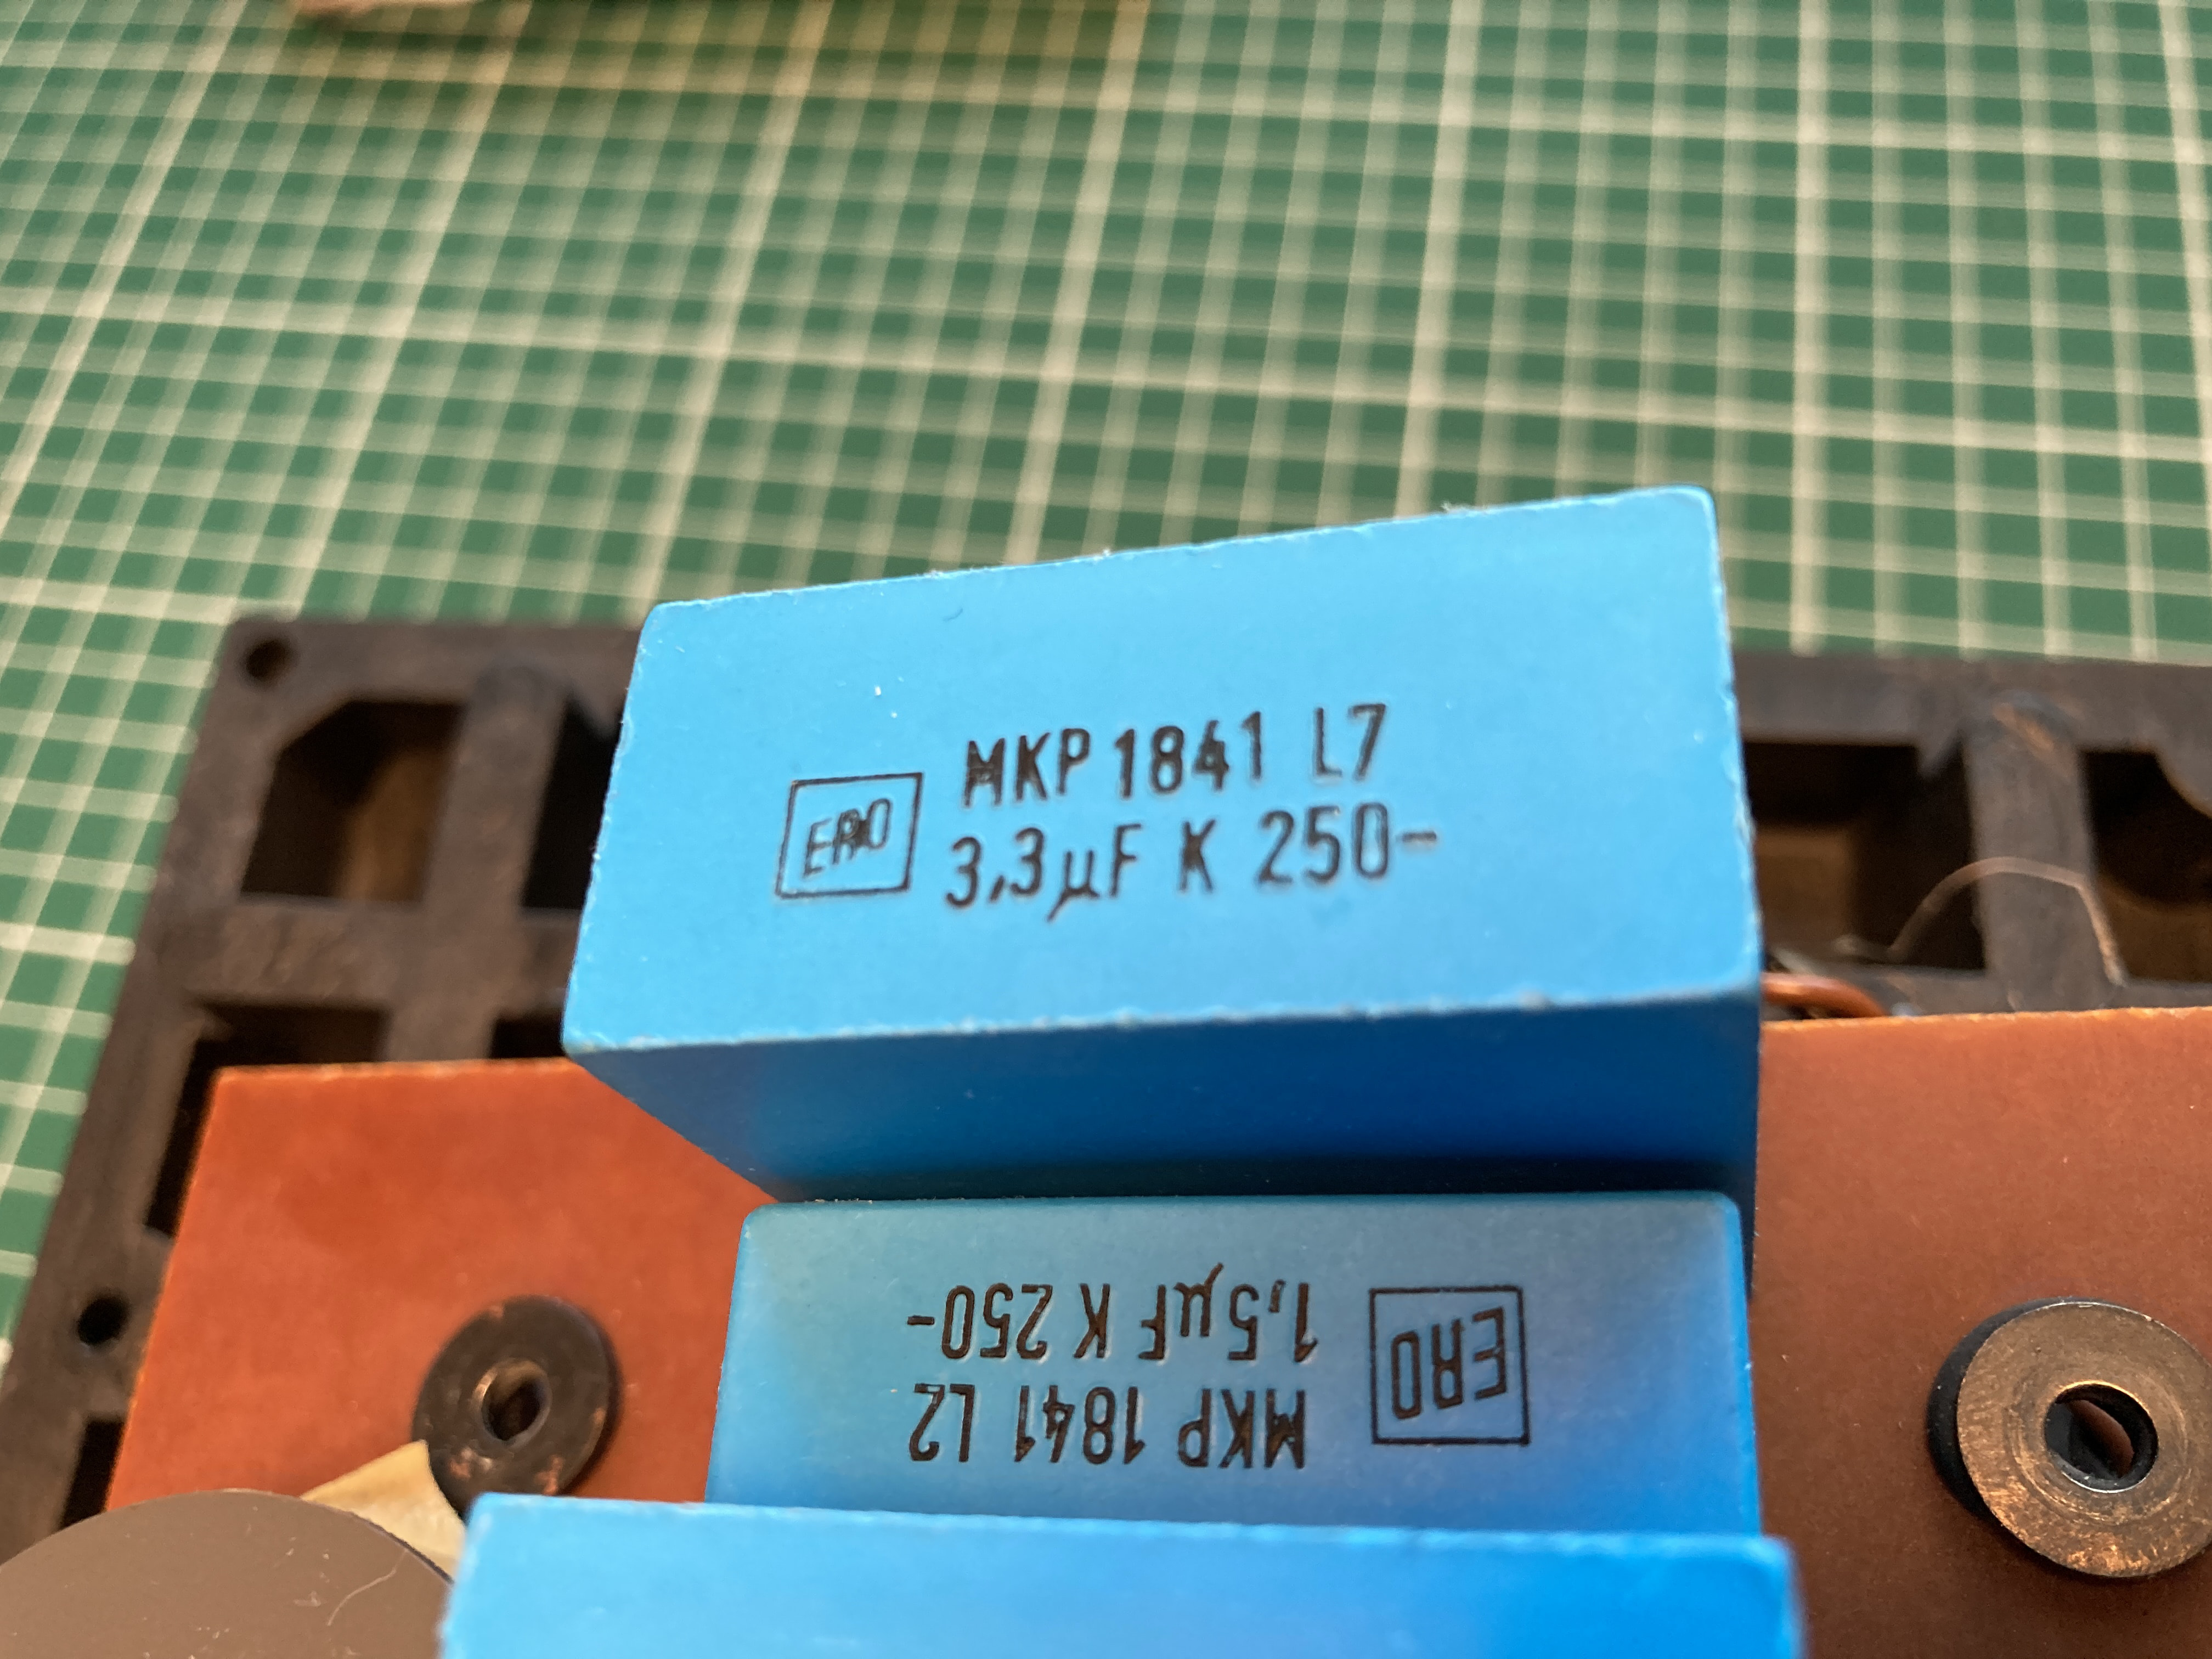 ERO
MKP 1841 L7
3,3µF K 250-
ERO
MKP 1841 L2
1,5µF K 250-